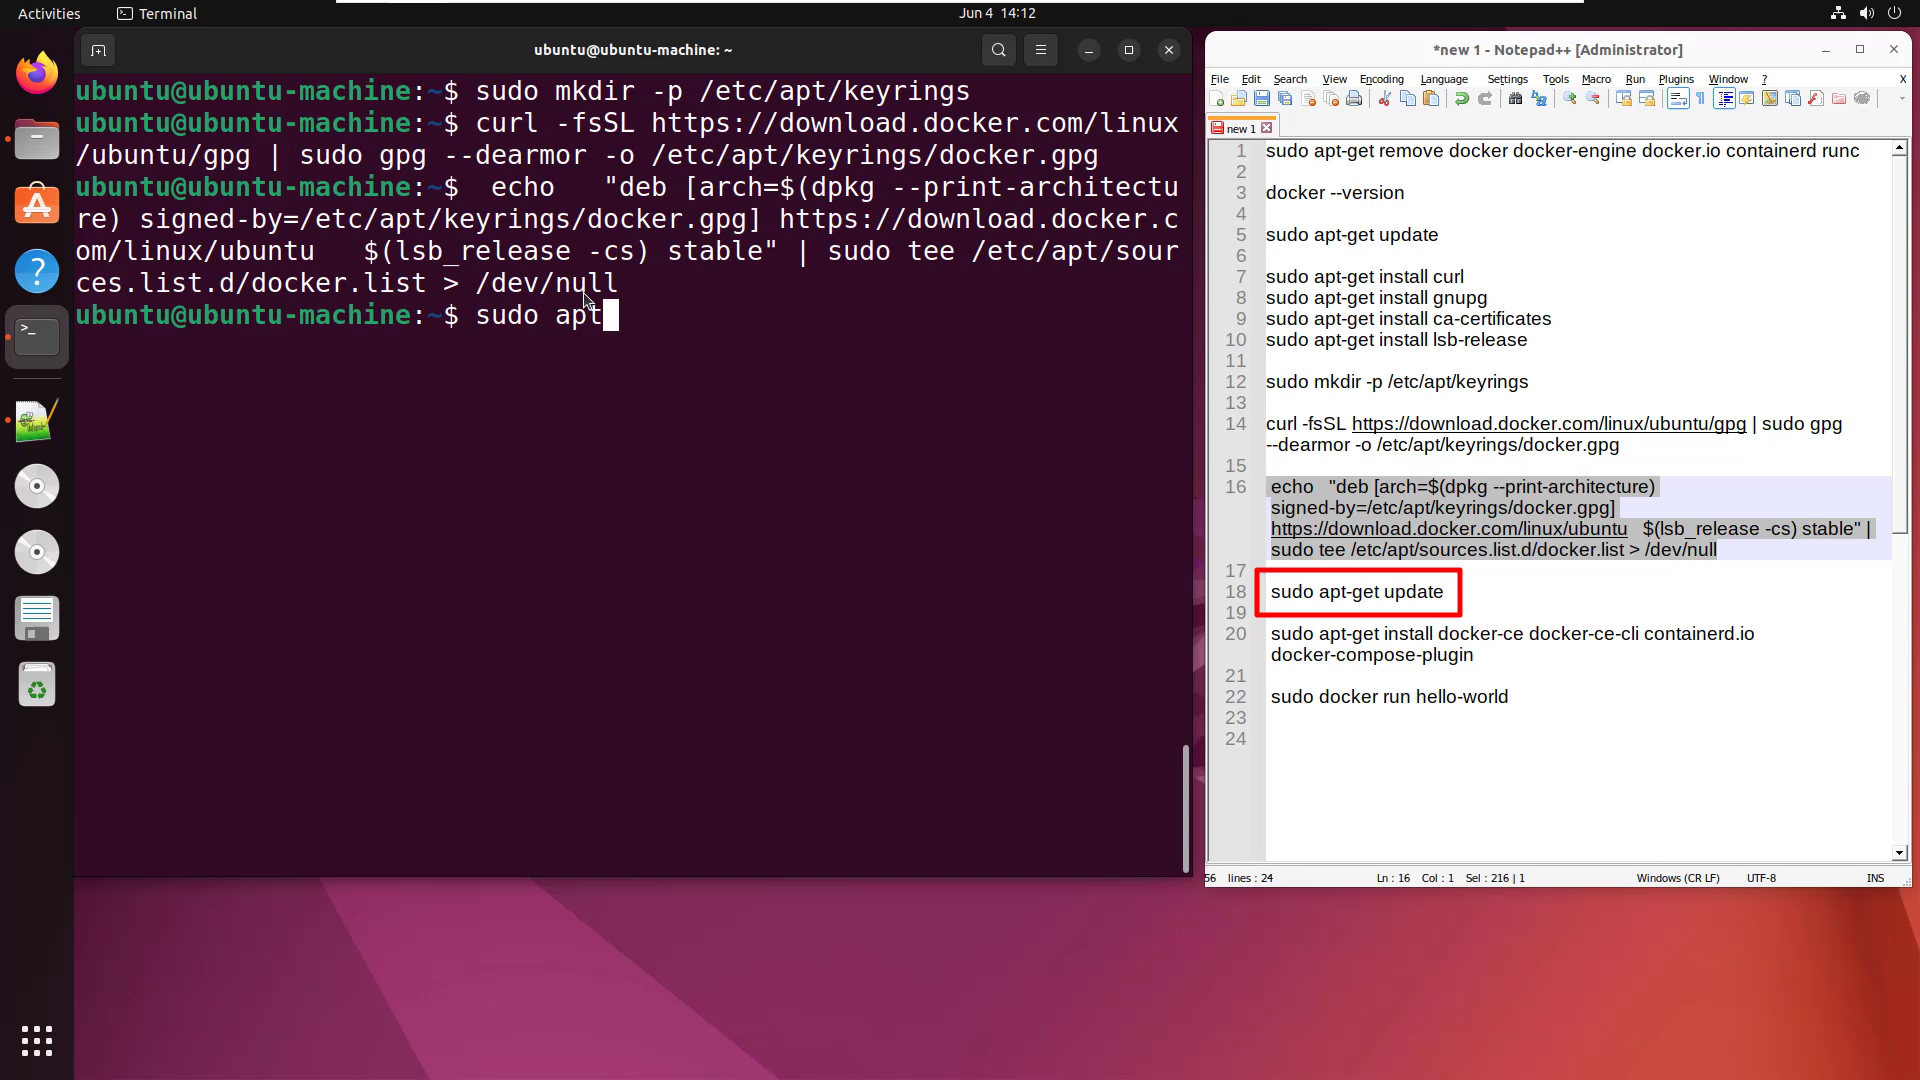 Activities
Terminal
Jun 4 14:12
ubuntu@ubuntu-machine: ~
ubuntu@ubuntu-machine:~$ sudo mkdir -p /etc/apt/keyrings
ubuntu@ubuntu-machine:~$ curl -fsSL https://download.docker.com/linux
/ubuntu/gpg | sudo gpg --dearmor -o /etc/apt/keyrings/docker.gpg
ubuntu@ubuntu-machine:~$  echo   "deb [arch=$(dpkg --print-architectu
re) signed-by=/etc/apt/keyrings/docker.gpg] https://download.docker.c
om/linux/ubuntu   $(lsb_release -cs) stable" | sudo tee /etc/apt/sour
ces.list.d/docker.list > /dev/null
ubuntu@ubuntu-machine:~$ sudo apt
*new 1 - Notepad++ [Administrator]
File Edit Search View Encoding Language Settings Tools Macro Run Plugins Window ? X
new 1
1 sudo apt-get remove docker docker-engine docker.io containerd runc
2
3 docker --version
4
5 sudo apt-get update
6
7 sudo apt-get install curl
8 sudo apt-get install gnupg
9 sudo apt-get install ca-certificates
10 sudo apt-get install lsb-release
11
12 sudo mkdir -p /etc/apt/keyrings
13
14 curl -fsSL https://download.docker.com/linux/ubuntu/gpg | sudo gpg
--dearmor -o /etc/apt/keyrings/docker.gpg
15
16 echo   "deb [arch=$(dpkg --print-architecture)
signed-by=/etc/apt/keyrings/docker.gpg]
https://download.docker.com/linux/ubuntu   $(lsb_release -cs) stable" |
sudo tee /etc/apt/sources.list.d/docker.list > /dev/null
17
18 sudo apt-get update
19
20 sudo apt-get install docker-ce docker-ce-cli containerd.io
docker-compose-plugin
21
22 sudo docker run hello-world
23
24
56 lines : 24 Ln : 16 Col : 1 Sel : 216 | 1 Windows (CR LF) UTF-8 INS